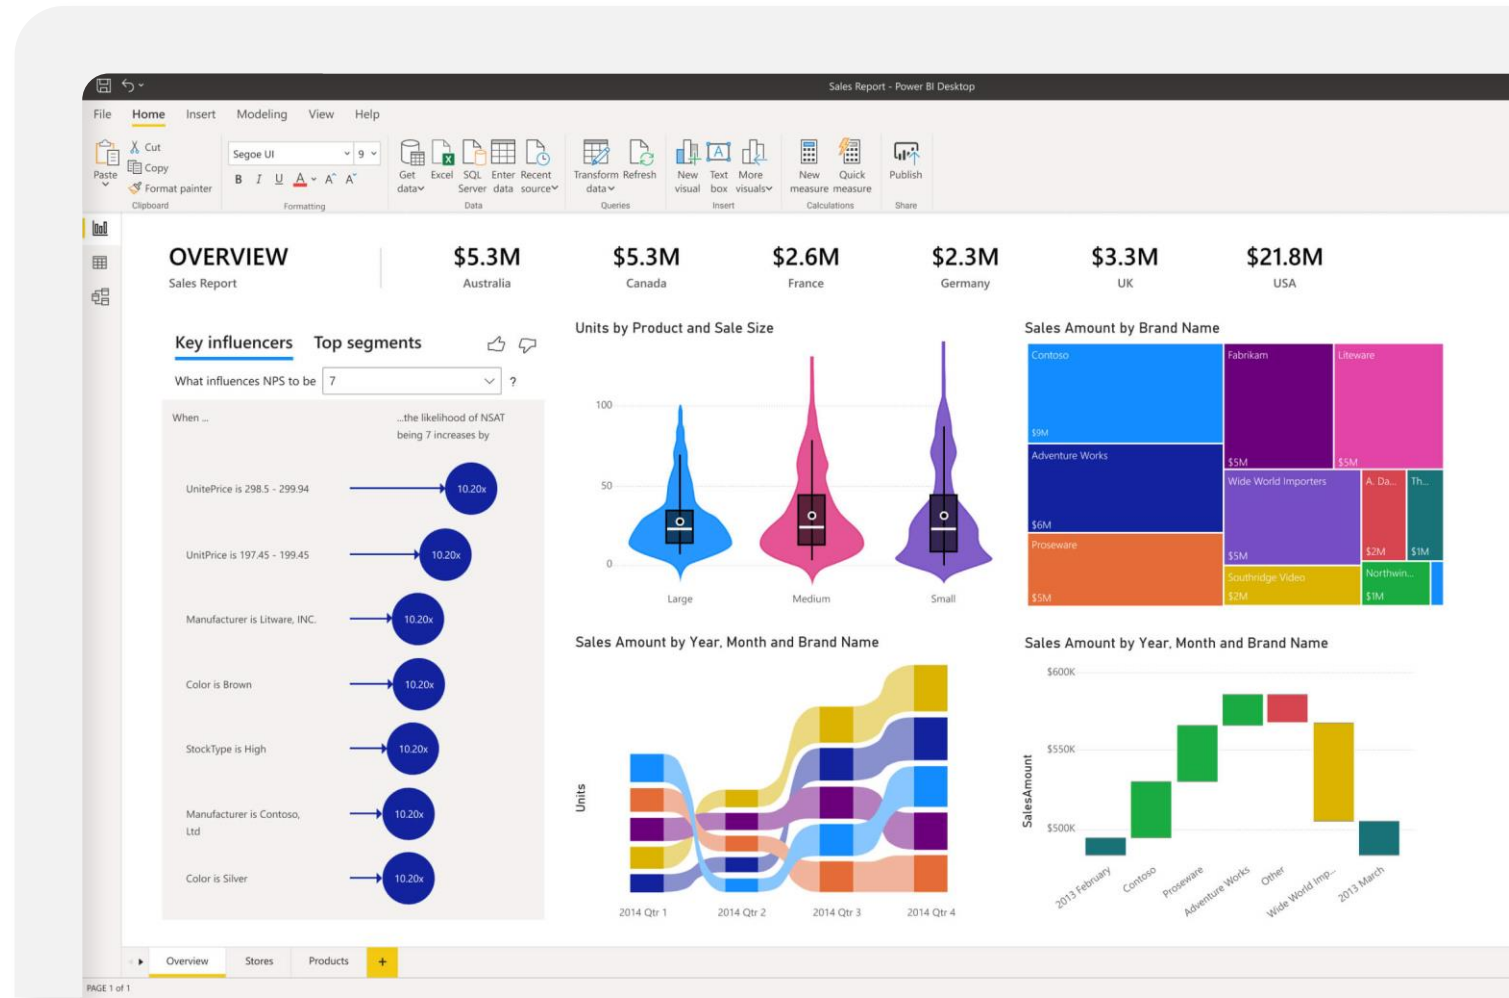 Sales Report - Power BI Desktop
File Home Insert Modeling View Help
Paste
Cut
Copy
Format painter
Clipboard
Segoe UI 9
B I U A A A
Formatting
Get data
Excel
SQL Server
Enter data
Recent source
Data
Transform data
Refresh
Queries
New visual
Text box
More visuals
Insert
New measure
Quick measure
Calculations
Publish
Share
OVERVIEW
Sales Report
$5.3M
Australia
$5.3M
Canada
$2.6M
France
$2.3M
Germany
$3.3M
UK
$21.8M
USA
Key influencers Top segments
What influences NPS to be 7 ?
When ...
...the likelihood of NSAT
being 7 increases by
UnitePrice is 298.5 - 299.94 10.20x
UnitPrice is 197.45 - 199.45 10.20x
Manufacturer is Litware, INC. 10.20x
Color is Brown 10.20x
StockType is High 10.20x
Manufacturer is Contoso,
Ltd
10.20x
Color is Silver 10.20x
Units by Product and Sale Size
100
50
0
Large Medium Small
Sales Amount by Brand Name
Contoso
$9M
Adventure Works
$6M
Proseware
$5M
Fabrikam
$5M
Liteware
$5M
Wide World Importers
$5M
A. Da...
$2M
Th...
$1M
Southridge Video
$2M
Northwin...
$1M
Sales Amount by Year, Month and Brand Name
Units
2014 Qtr 1 2014 Qtr 2 2014 Qtr 3 2014 Qtr 4
Sales Amount by Year, Month and Brand Name
SalesAmount
$600K
$550K
$500K
2013 February
Contoso
Proseware
Adventure Works
Other
Wide World Imp...
2013 March
Overview Stores Products +
PAGE 1 of 1